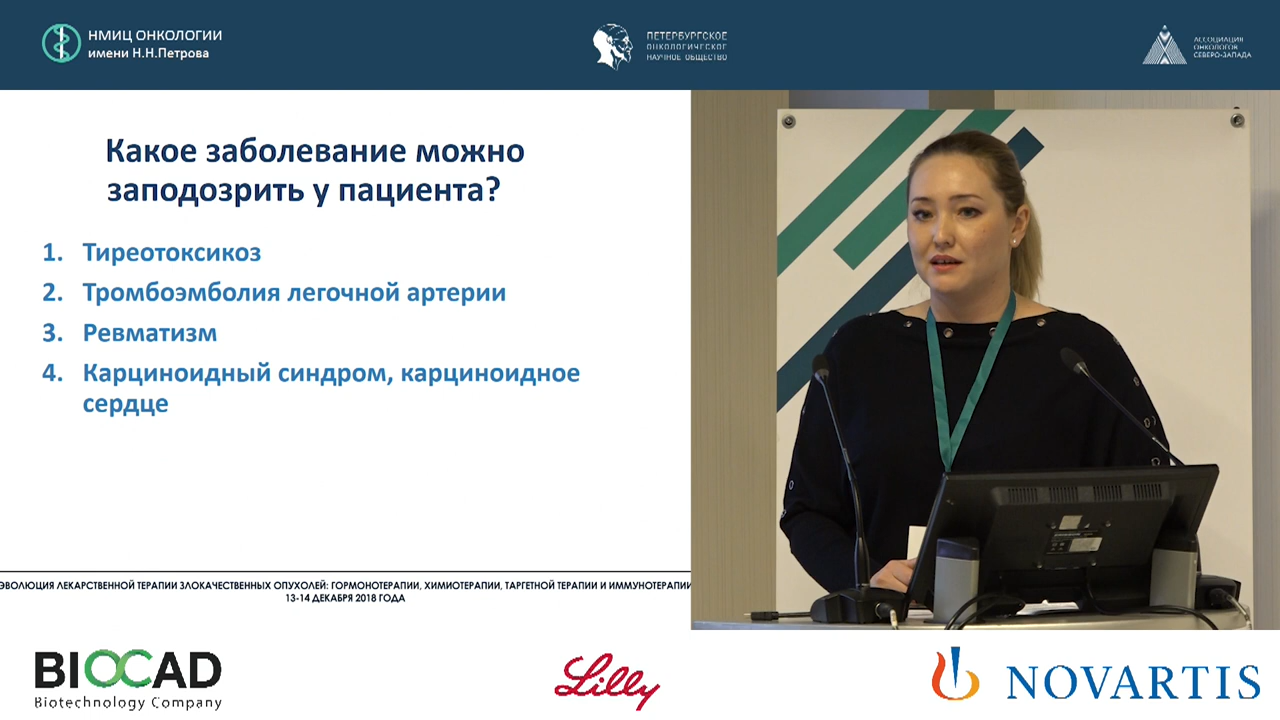 НМИЦ ОНКОЛОГИИ
имени Н.Н.Петрова
ПЕТЕРБУРГСКОЕ
ОНКОЛОГИЧЕСКОЕ
НАУЧНОЕ ОБЩЕСТВО
АССОЦИАЦИЯ
ОНКОЛОГОВ
СЕВЕРО-ЗАПАДА
Какое заболевание можно
заподозрить у пациента?
1. Тиреотоксикоз
2. Тромбоэмболия легочной артерии
3. Ревматизм
4. Карциноидный синдром, карциноидное
сердце
ЭВОЛЮЦИЯ ЛЕКАРСТВЕННОЙ ТЕРАПИИ ЗЛОКАЧЕСТВЕННЫХ ОПУХОЛЕЙ: ГОРМОНОТЕРАПИИ, ХИМИОТЕРАПИИ, ТАРГЕТНОЙ ТЕРАПИИ И ИММУНОТЕРАПИИ
13-14 ДЕКАБРЯ 2018 ГОДА
BIOCAD
Biotechnology Company
Lilly
NOVARTIS